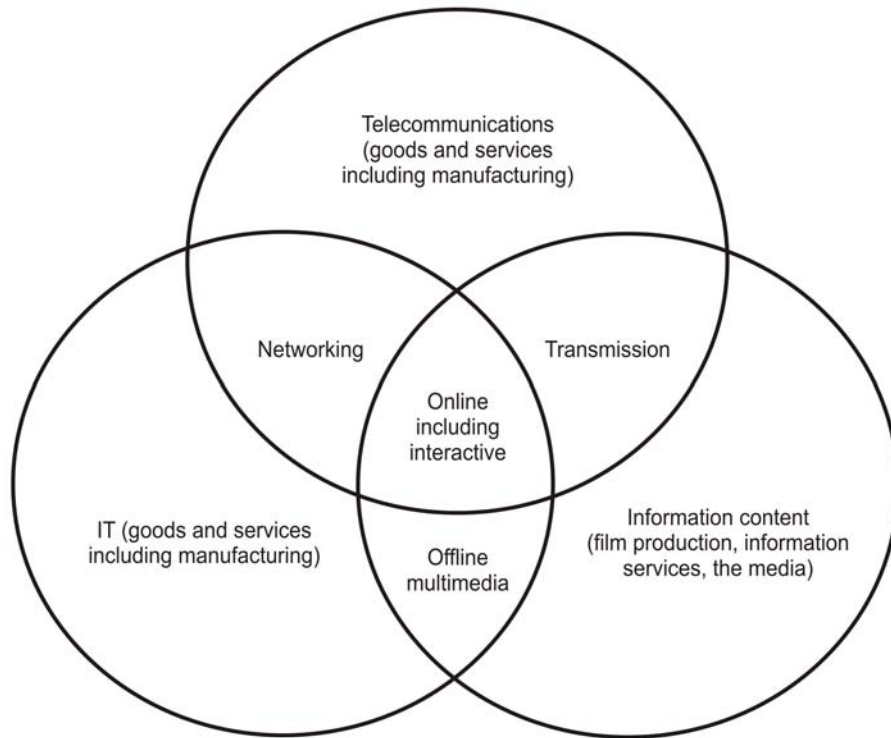 Telecommunications
(goods and services
including manufacturing)
Networking
Transmission
Online
including
interactive
IT (goods and services
including manufacturing)
Information content
(film production, information
services, the media)
Offline
multimedia